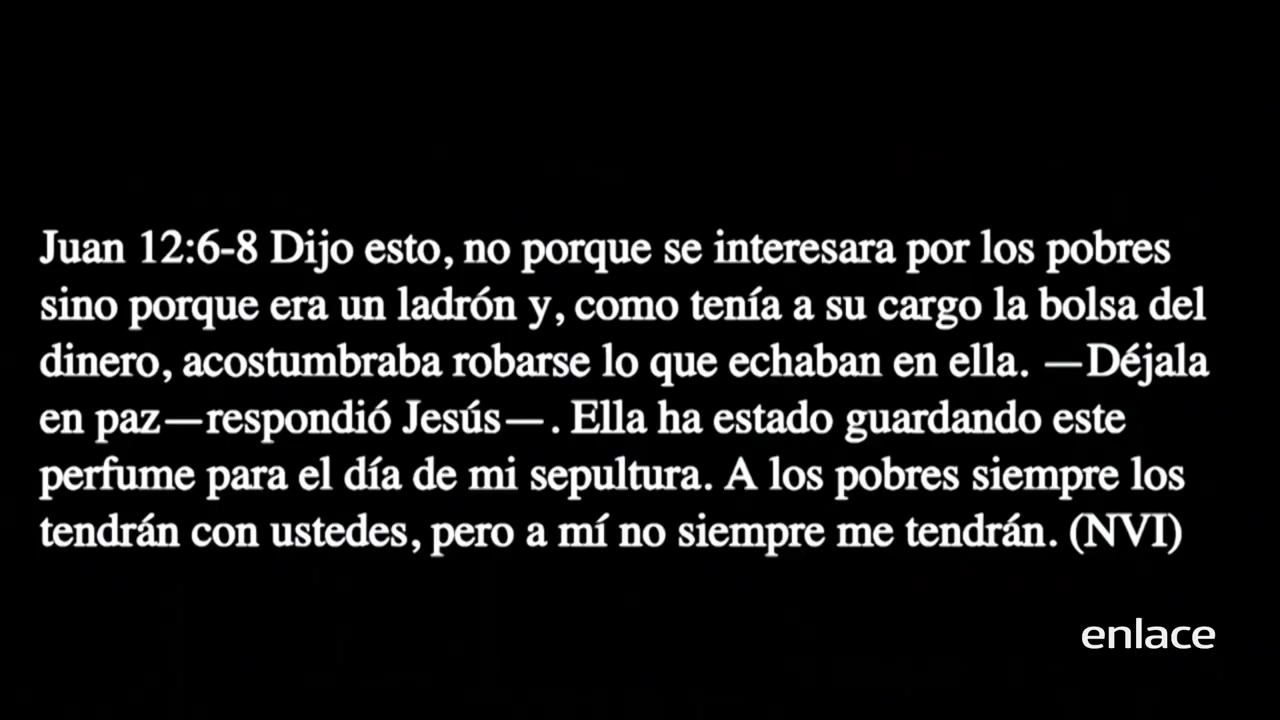 Juan 12:6-8 Dijo esto, no porque se interesara por los pobres
sino porque era un ladrón y, como tenía a su cargo la bolsa del
dinero, acostumbraba robarse lo que echaban en ella. —Déjala
en paz—respondió Jesús—. Ella ha estado guardando este
perfume para el día de mi sepultura. A los pobres siempre los
tendrán con ustedes, pero a mí no siempre me tendrán. (NVI)
enlace